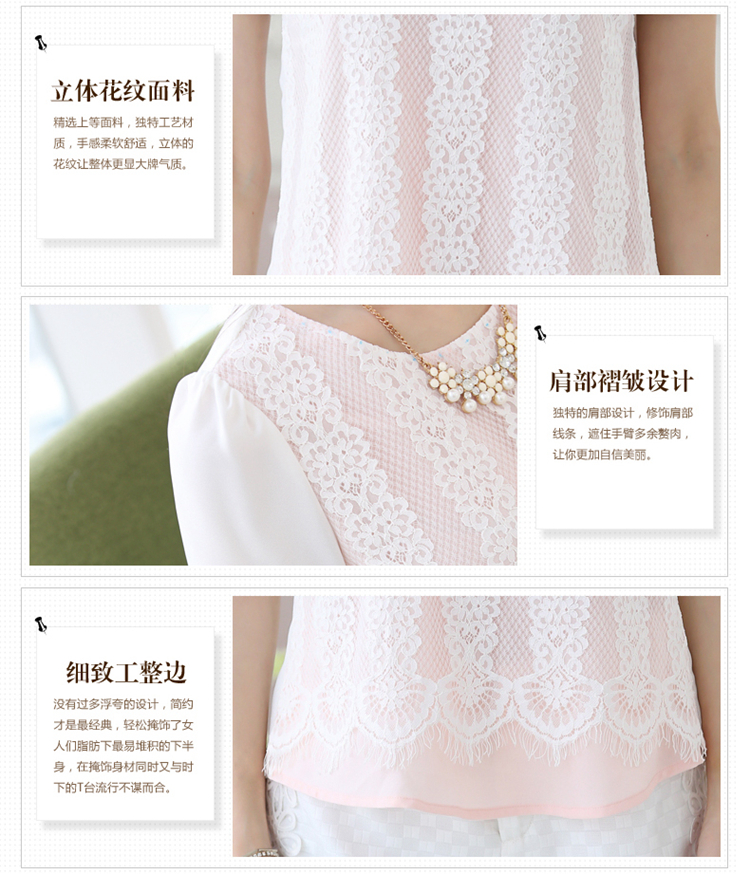 立体花纹面料
精选上等面料，独特工艺材
质，手感柔软舒适，立体的
花纹让整体更显大牌气质。
肩部褶皱设计
独特的肩部设计，修饰肩部
线条，遮住手臂多余赘肉，
让你更加自信美丽。
细致工整边
没有过多浮夸的设计，简约
才是最经典，轻松掩饰了女
人们脂肪下最易堆积的下半
身，在掩饰身材同时又与时
下的T台流行不谋而合。